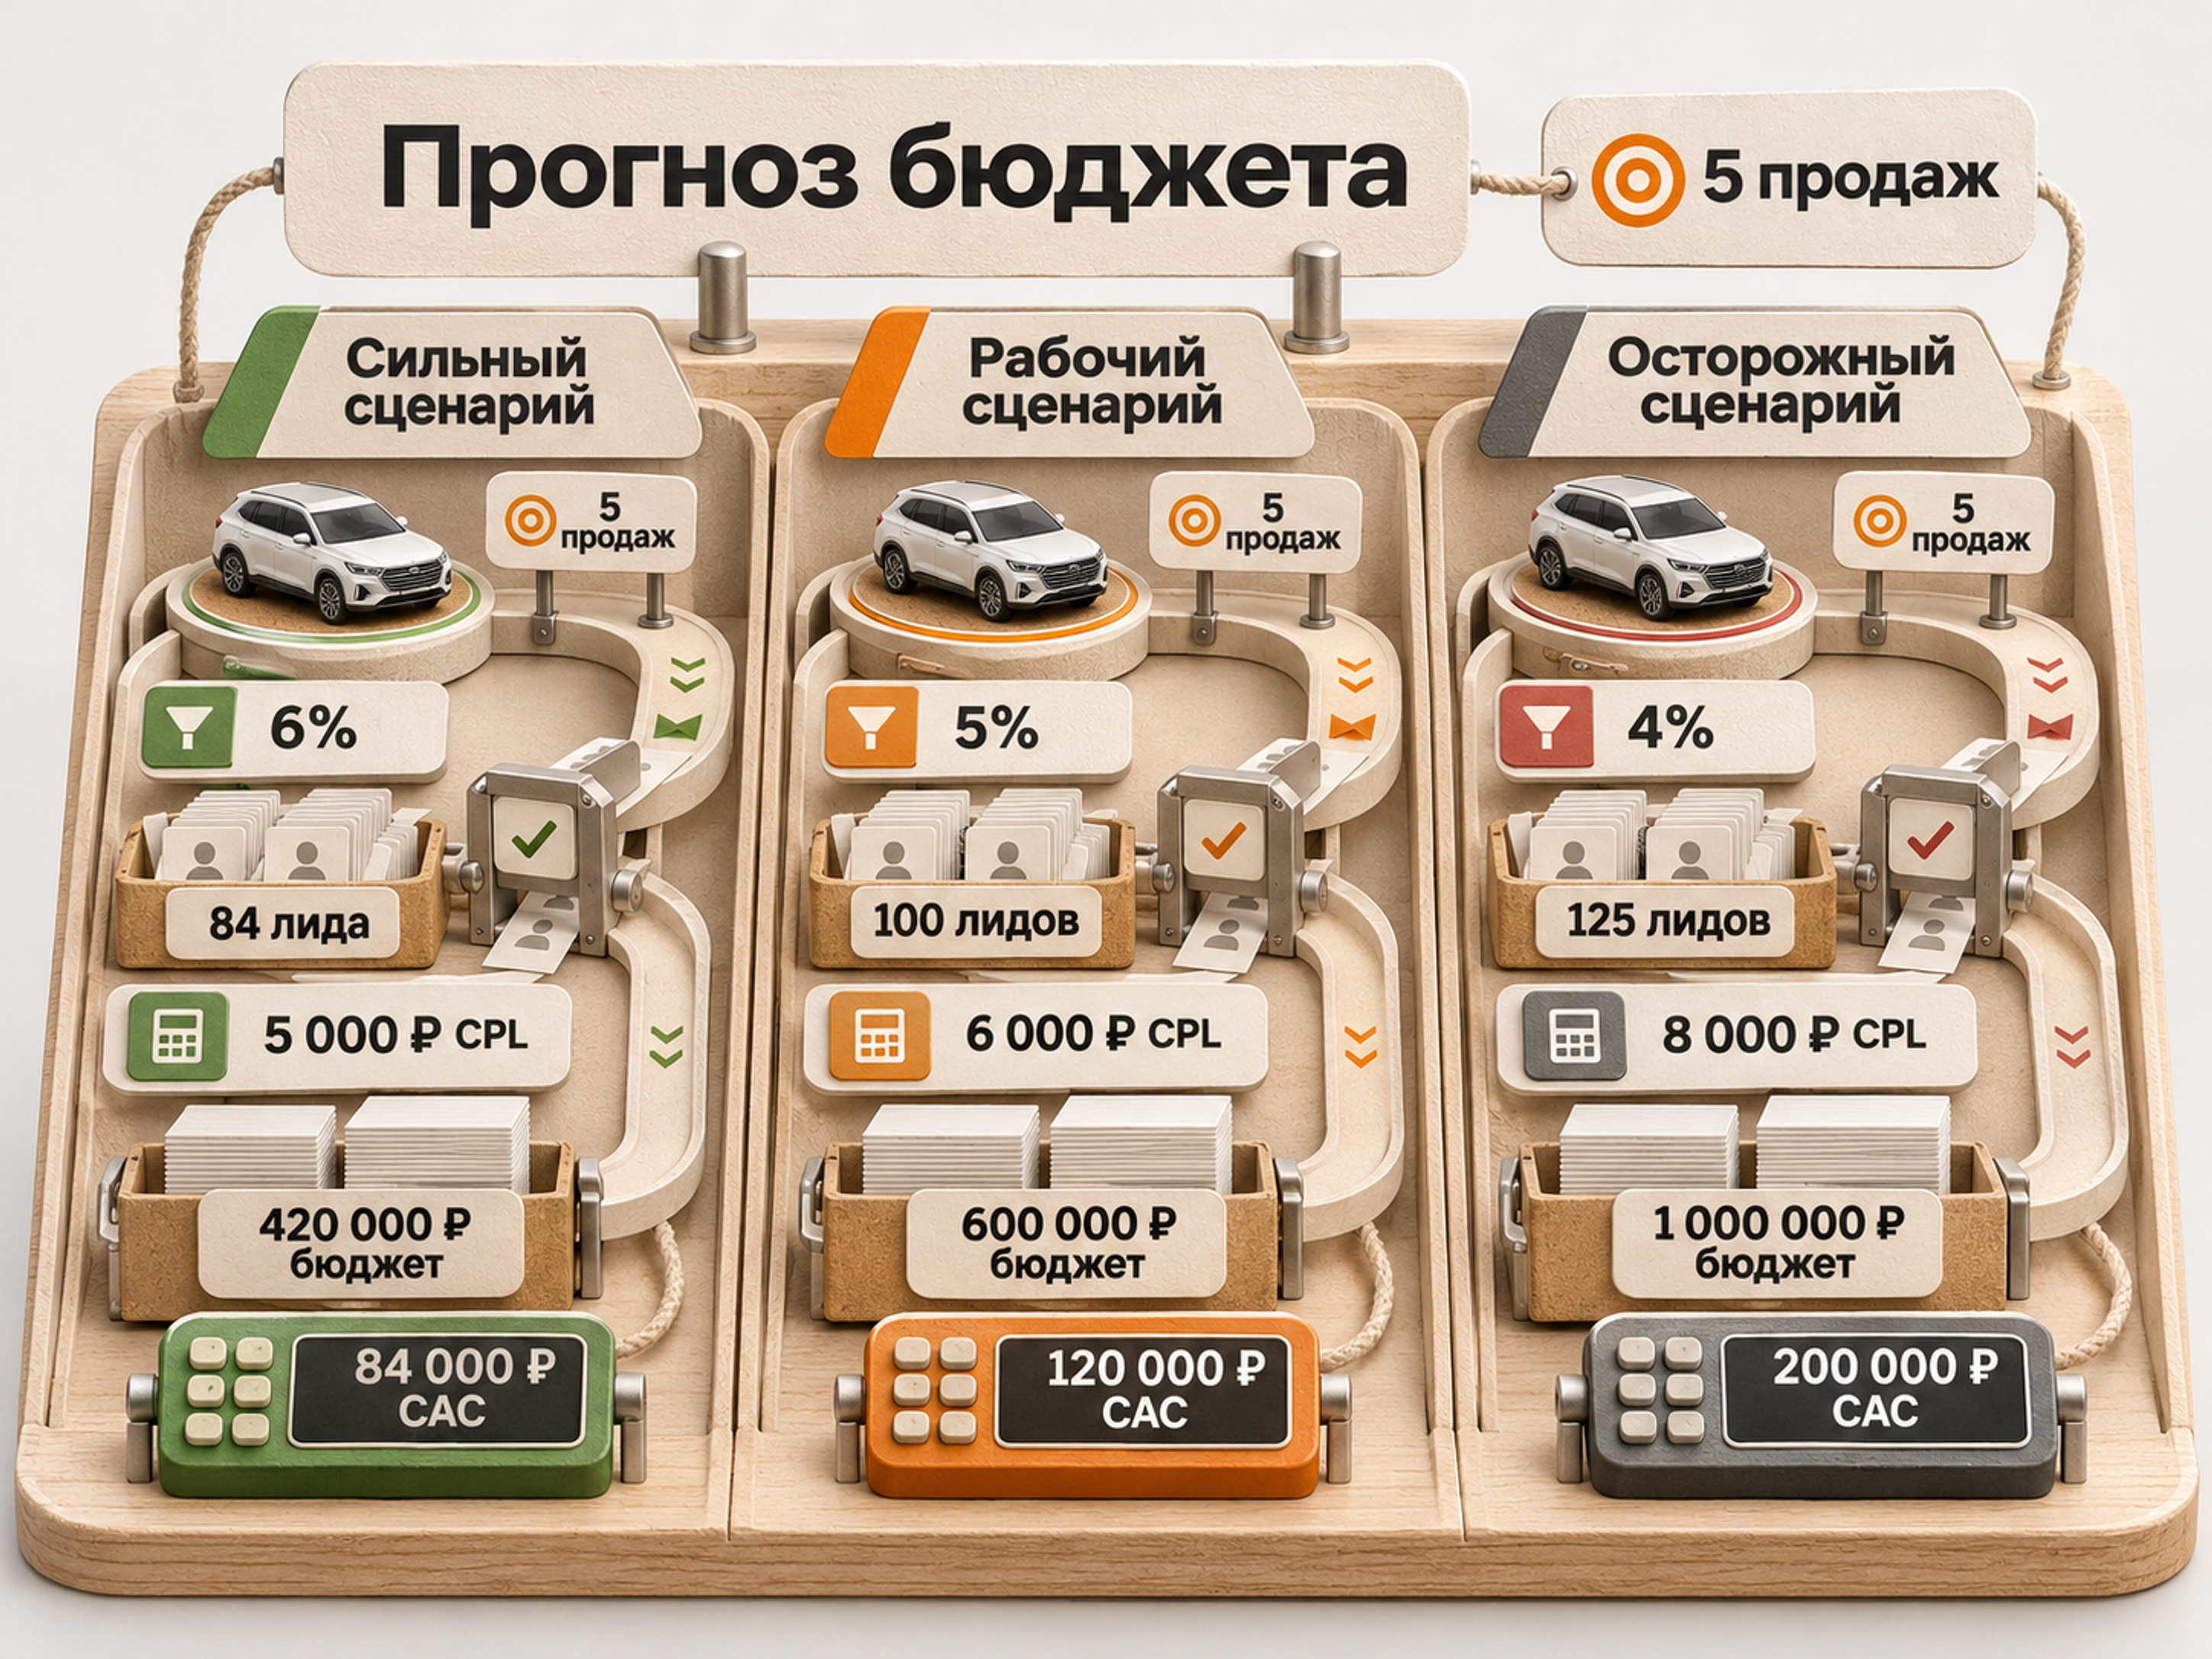 Прогноз бюджета
5 продаж
Сильный
сценарий
5
продаж
6%
84 лида
5 000 ₽ CPL
420 000 ₽
бюджет
84 000 ₽
CAC
Рабочий
сценарий
5
продаж
5%
100 лидов
6 000 ₽ CPL
600 000 ₽
бюджет
120 000 ₽
CAC
Осторожный
сценарий
5
продаж
4%
125 лидов
8 000 ₽ CPL
1 000 000 ₽
бюджет
200 000 ₽
CAC